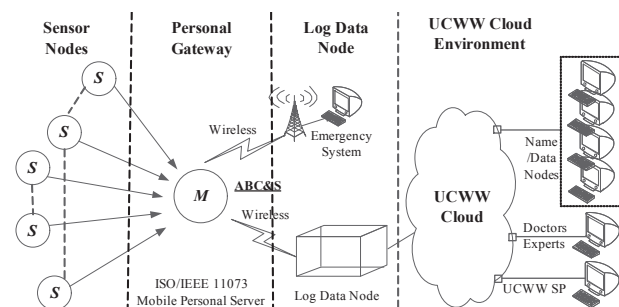 Sensor
Nodes
Personal
Gateway
Log Data
Node
UCWW Cloud
Environment
S
S
S
S
S
M
Wireless
Emergency
System
ABC&S
Wireless
UCWW
Cloud
Name
/Data
Nodes
Doctors
Experts
UCWW SP
ISO/IEEE 11073
Mobile Personal Server
Log Data Node